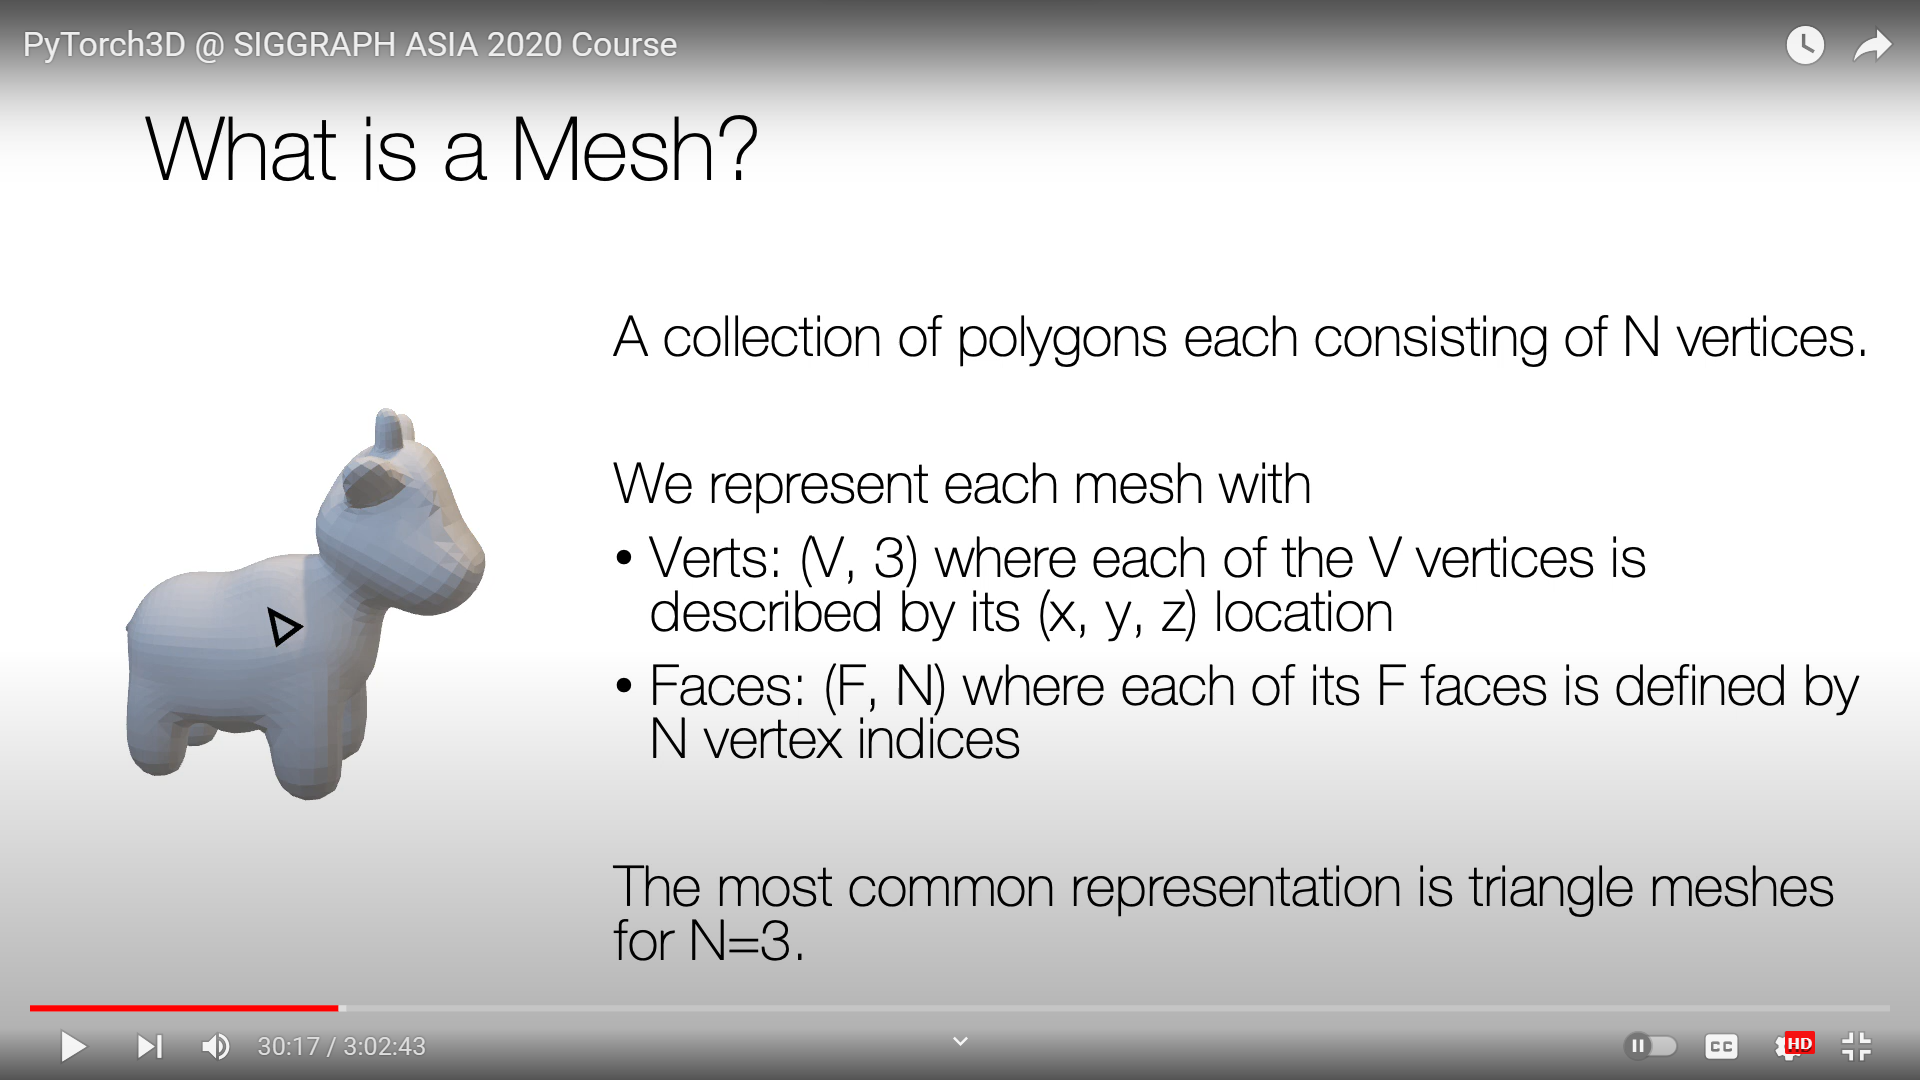 PyTorch3D @ SIGGRAPH ASIA 2020 Course
What is a Mesh?
A collection of polygons each consisting of N vertices.
We represent each mesh with
• Verts: (V, 3) where each of the V vertices is
described by its (x, y, z) location
• Faces: (F, N) where each of its F faces is defined by
N vertex indices
The most common representation is triangle meshes
for N=3.
30:17 / 3:02:43
CC
HD